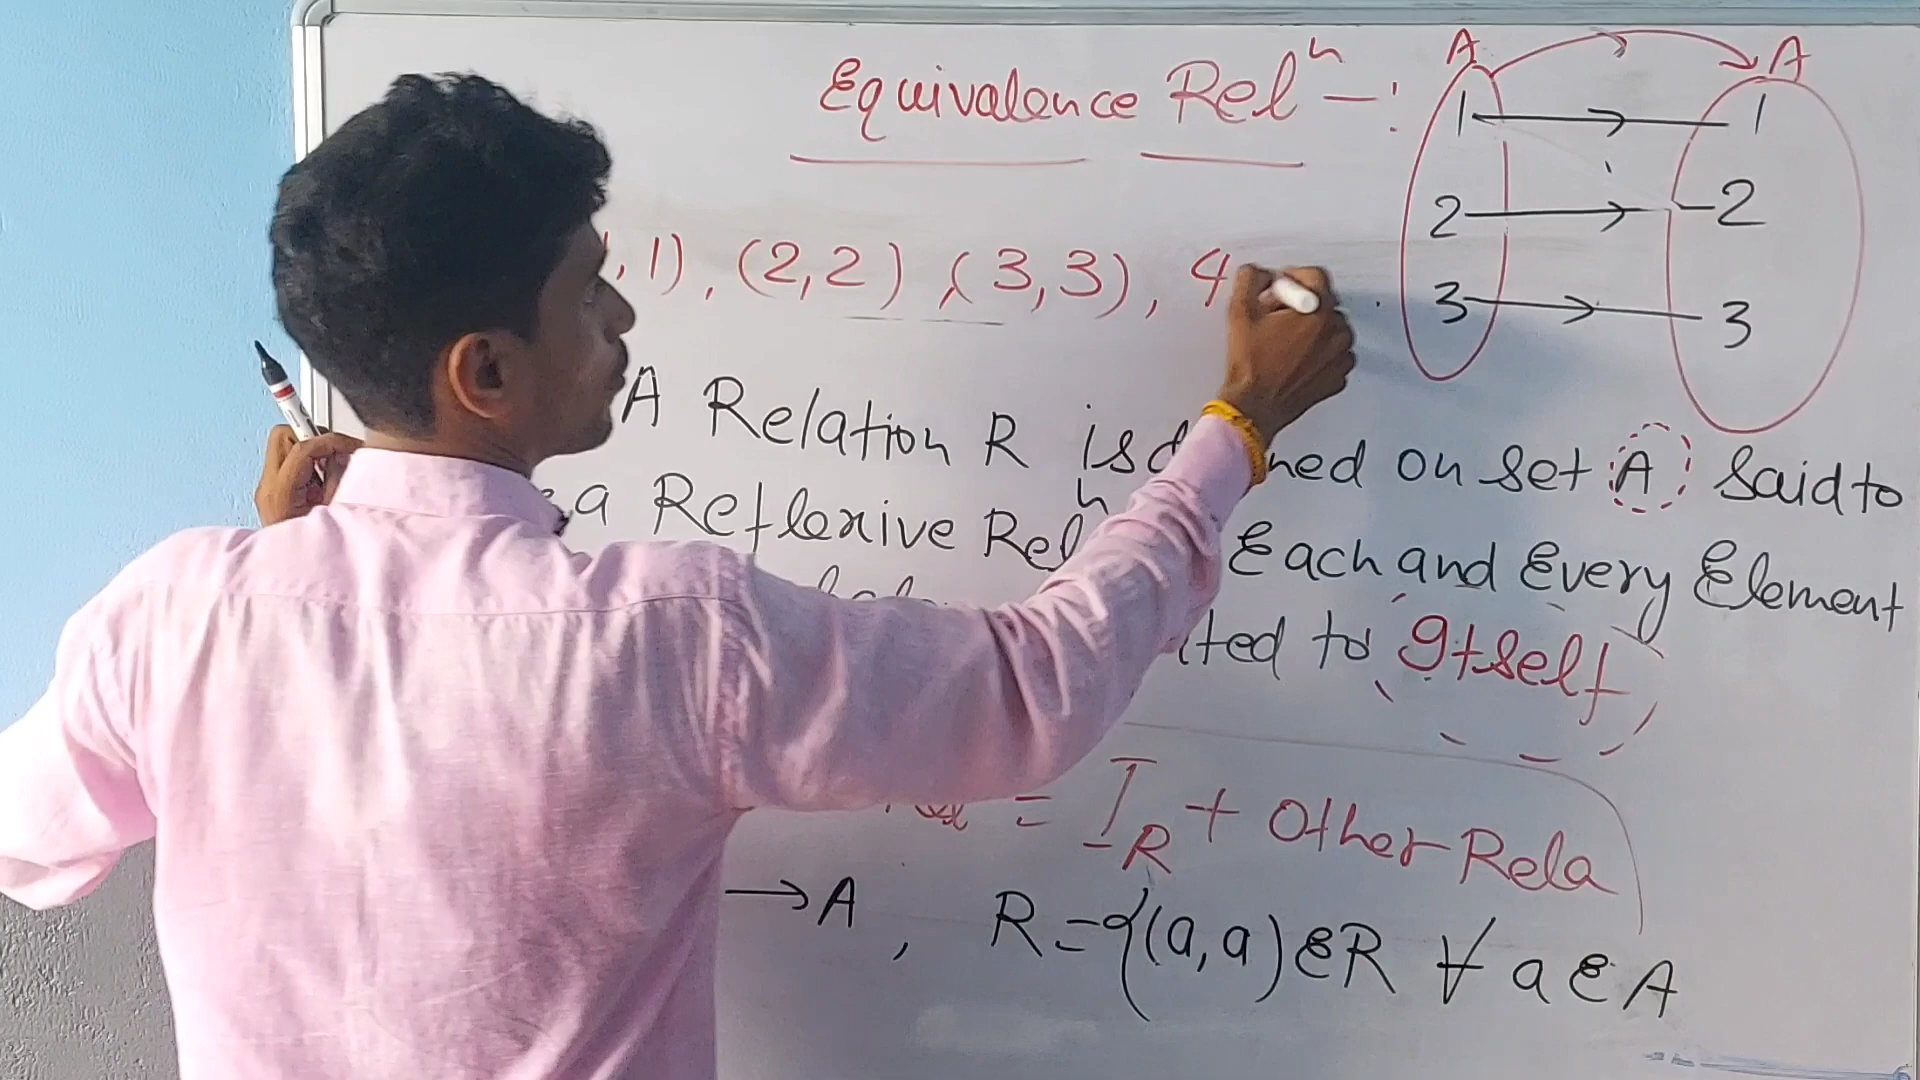 Equivalence Relⁿ —:
A A
1 1
2 2
3 3
, 1), (2,2), (3,3), 4
A Relation R is ned on set A said to
a Reflexive Relⁿ Each and Every Element
ted to Itself
= I_R + Other Rela
→ A, R = {(a,a) ∈ R ∀ a ∈ A